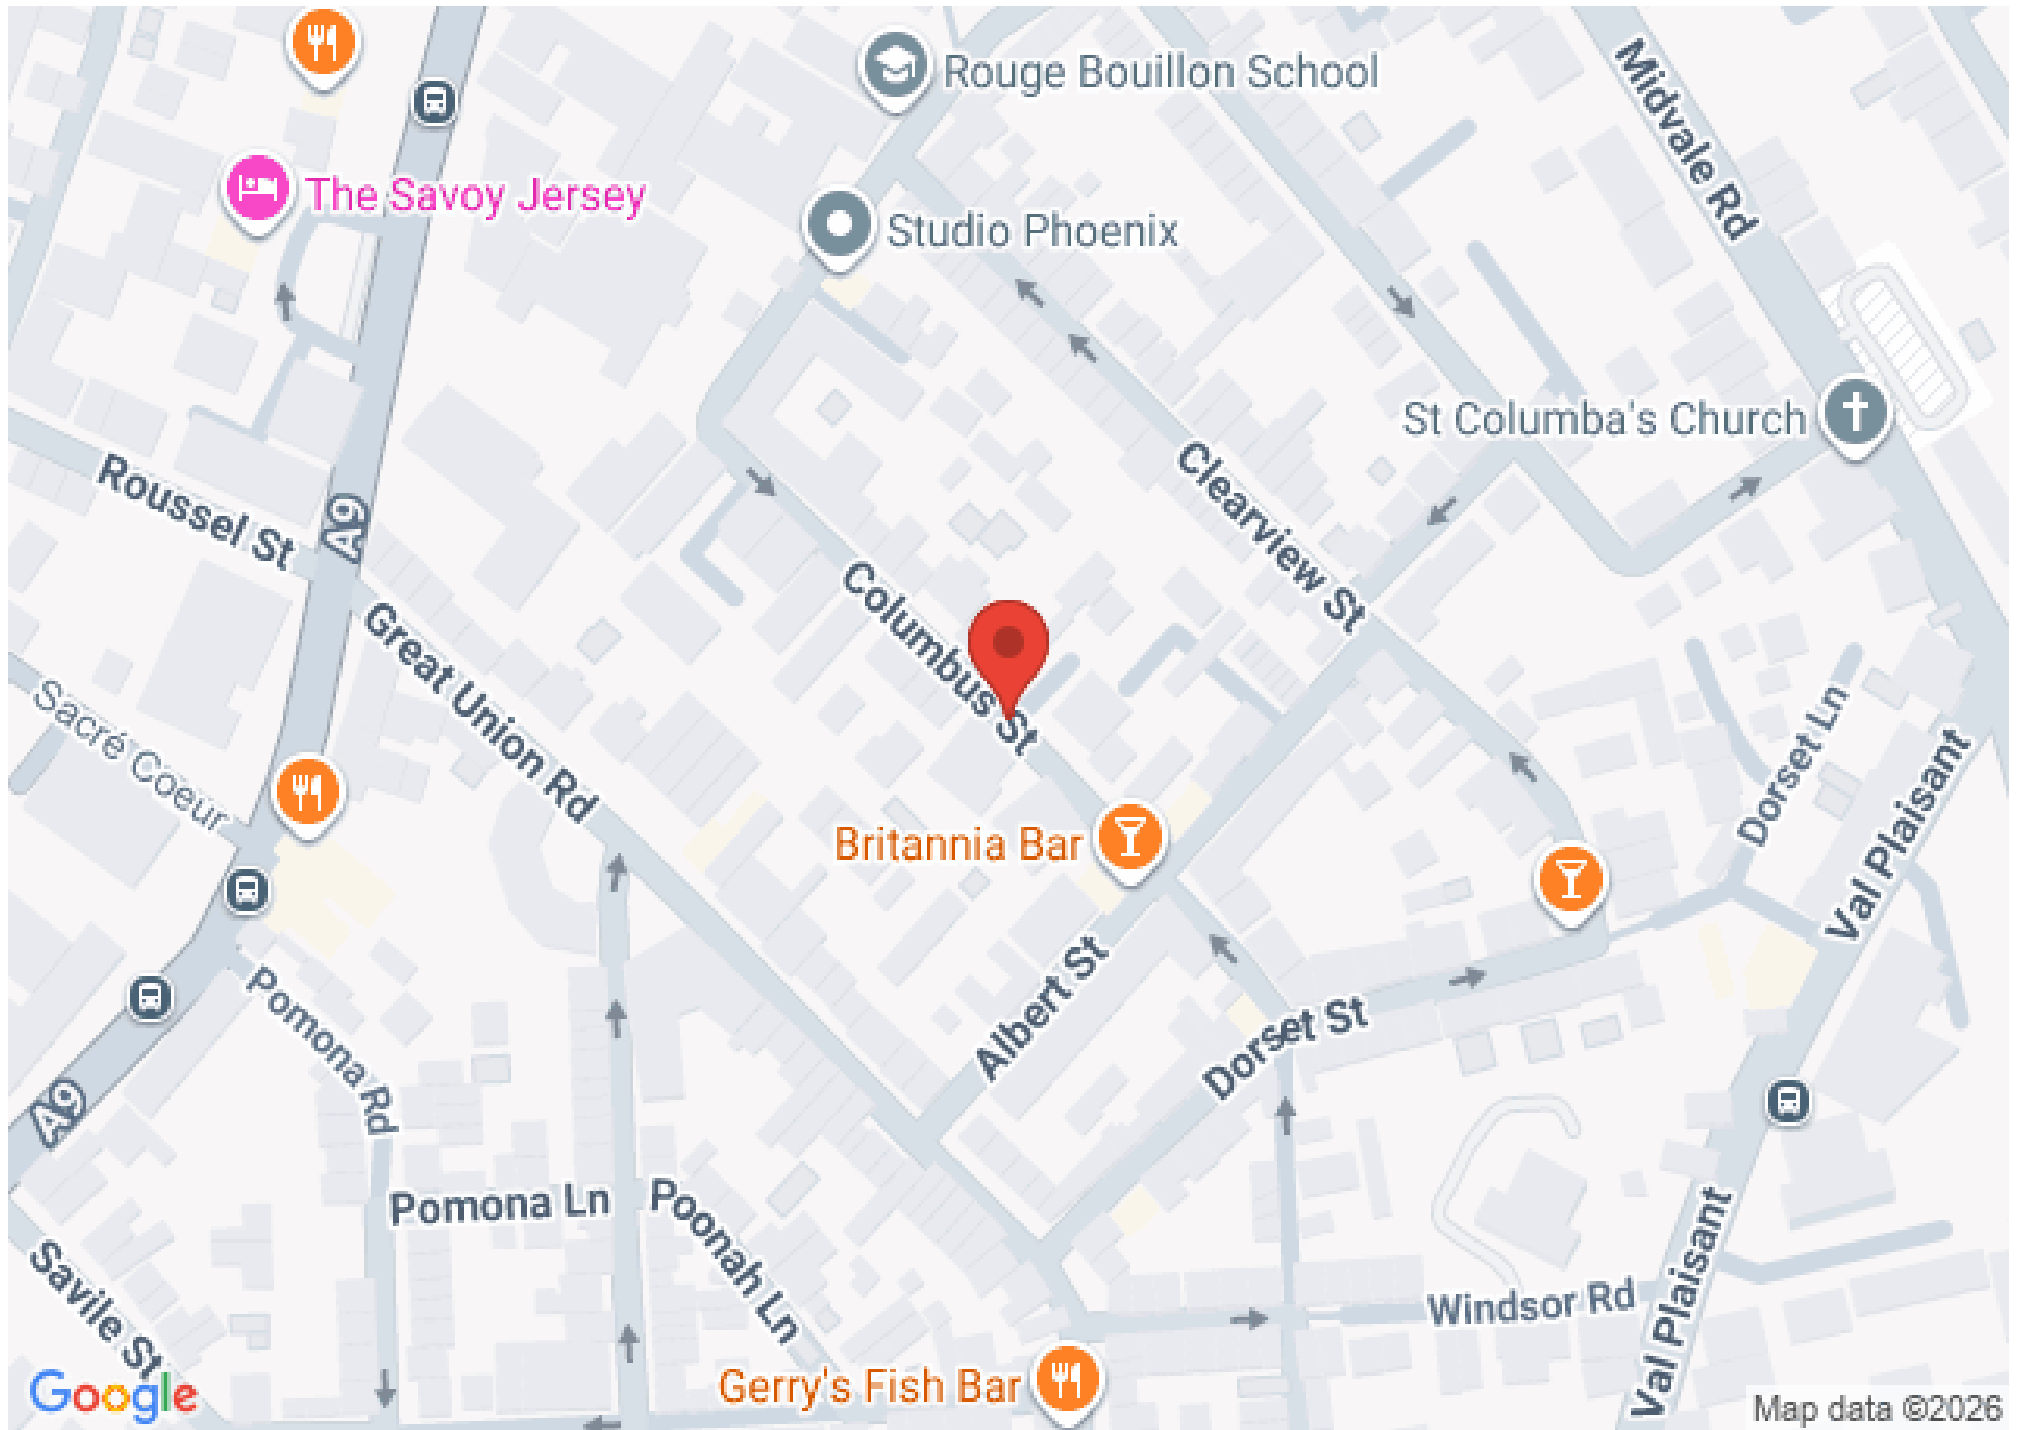 Rouge Bouillon School
Midvale Rd
The Savoy Jersey
Studio Phoenix
St Columba's Church
Clearview St
Roussel St
A9
Columbus St
Great Union Rd
Sacré Coeur
Dorset Ln
Val Plaisant
Britannia Bar
Albert St
Dorset St
Pomona Rd
A9
Pomona Ln
Poonah Ln
Savile St
Windsor Rd
Val Plaisant
Gerry's Fish Bar
Google
Map data ©2026